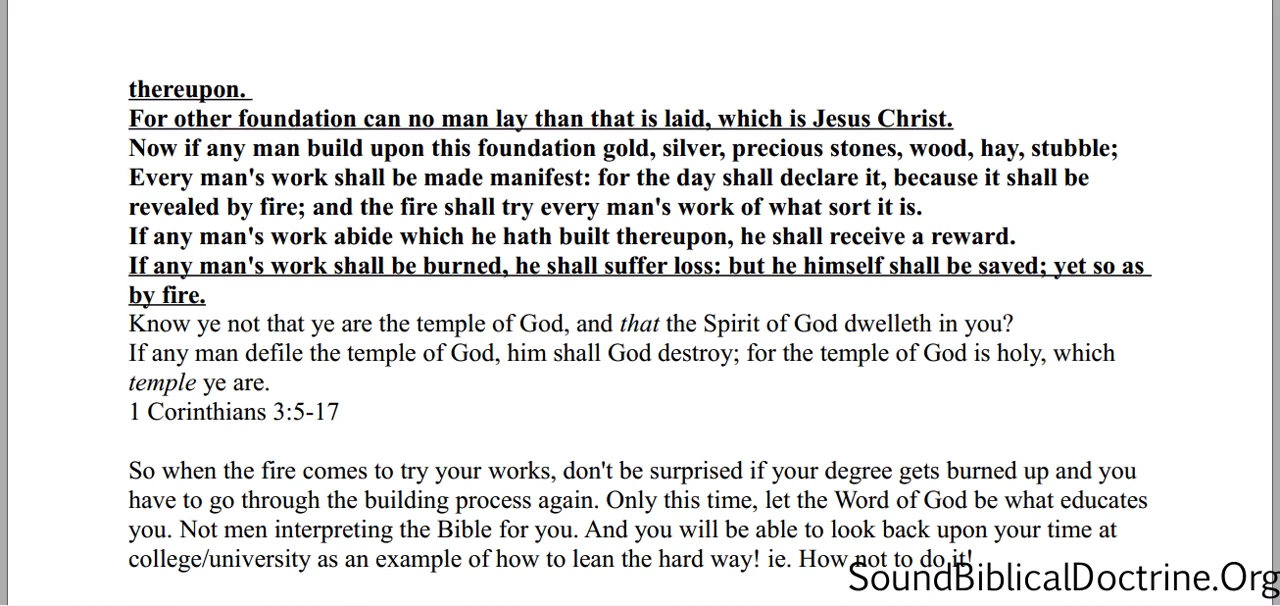 thereupon.
For other foundation can no man lay than that is laid, which is Jesus Christ.
Now if any man build upon this foundation gold, silver, precious stones, wood, hay, stubble;
Every man's work shall be made manifest: for the day shall declare it, because it shall be
revealed by fire; and the fire shall try every man's work of what sort it is.
If any man's work abide which he hath built thereupon, he shall receive a reward.
If any man's work shall be burned, he shall suffer loss: but he himself shall be saved; yet so as
by fire.
Know ye not that ye are the temple of God, and that the Spirit of God dwelleth in you?
If any man defile the temple of God, him shall God destroy; for the temple of God is holy, which
temple ye are.
1 Corinthians 3:5-17
So when the fire comes to try your works, don't be surprised if your degree gets burned up and you
have to go through the building process again. Only this time, let the Word of God be what educates
you. Not men interpreting the Bible for you. And you will be able to look back upon your time at
college/university as an example of how to lean the hard way! ie. How not to do it!
SoundBiblicalDoctrine.Org